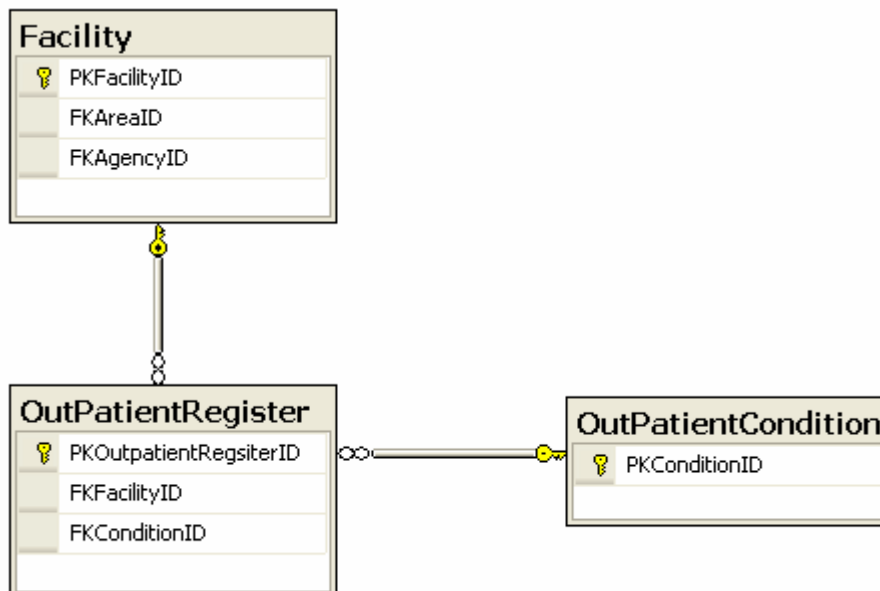 Facility
PKFacilityID
FKAreaID
FKAgencyID
OutPatientRegister
PKOutpatientRegsiterID
FKFacilityID
FKConditionID
OutPatientCondition
PKConditionID